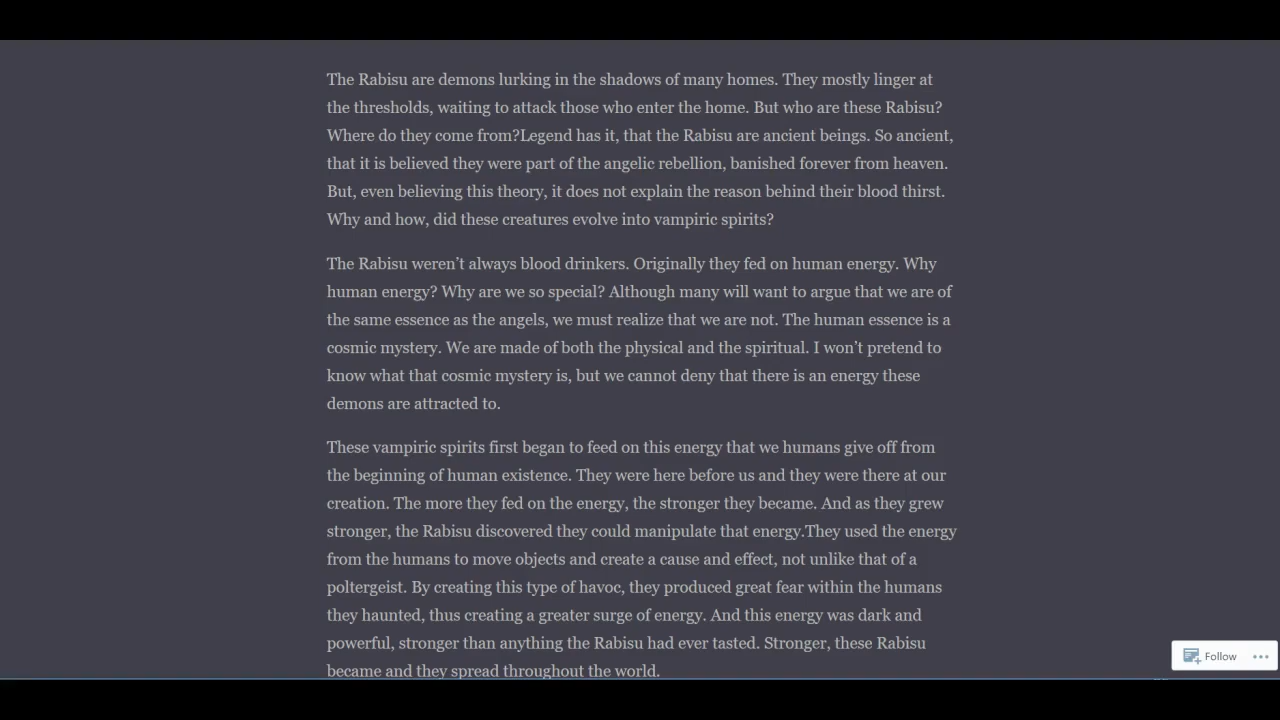 The Rabisu are demons lurking in the shadows of many homes. They mostly linger at
the thresholds, waiting to attack those who enter the home. But who are these Rabisu?
Where do they come from?Legend has it, that the Rabisu are ancient beings. So ancient,
that it is believed they were part of the angelic rebellion, banished forever from heaven.
But, even believing this theory, it does not explain the reason behind their blood thirst.
Why and how, did these creatures evolve into vampiric spirits?
The Rabisu weren’t always blood drinkers. Originally they fed on human energy. Why
human energy? Why are we so special? Although many will want to argue that we are of
the same essence as the angels, we must realize that we are not. The human essence is a
cosmic mystery. We are made of both the physical and the spiritual. I won’t pretend to
know what that cosmic mystery is, but we cannot deny that there is an energy these
demons are attracted to.
These vampiric spirits first began to feed on this energy that we humans give off from
the beginning of human existence. They were here before us and they were there at our
creation. The more they fed on the energy, the stronger they became. And as they grew
stronger, the Rabisu discovered they could manipulate that energy.They used the energy
from the humans to move objects and create a cause and effect, not unlike that of a
poltergeist. By creating this type of havoc, they produced great fear within the humans
they haunted, thus creating a greater surge of energy. And this energy was dark and
powerful, stronger than anything the Rabisu had ever tasted. Stronger, these Rabisu
became and they spread throughout the world.
Follow